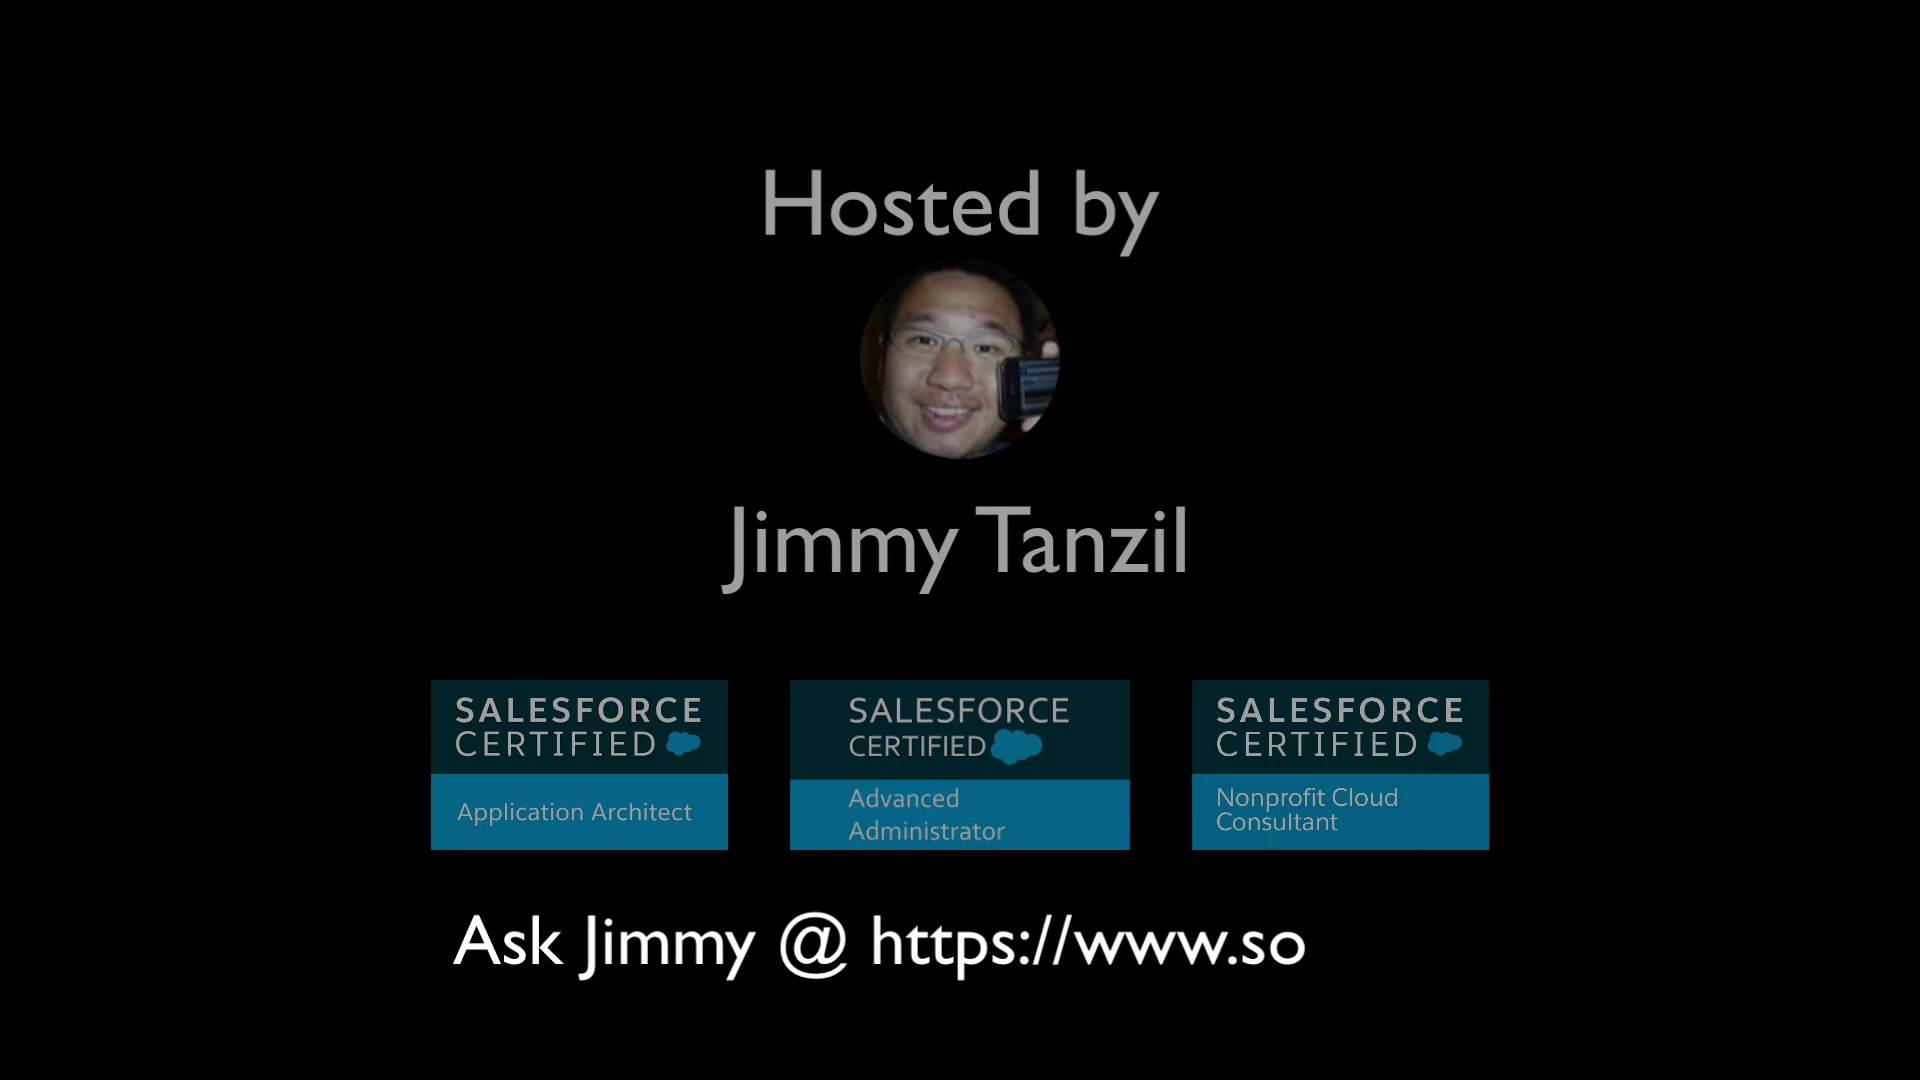 Hosted by
Jimmy Tanzil
SALESFORCE
CERTIFIED
Application Architect
SALESFORCE
CERTIFIED
Advanced
Administrator
SALESFORCE
CERTIFIED
Nonprofit Cloud
Consultant
Ask Jimmy @ https://www.so